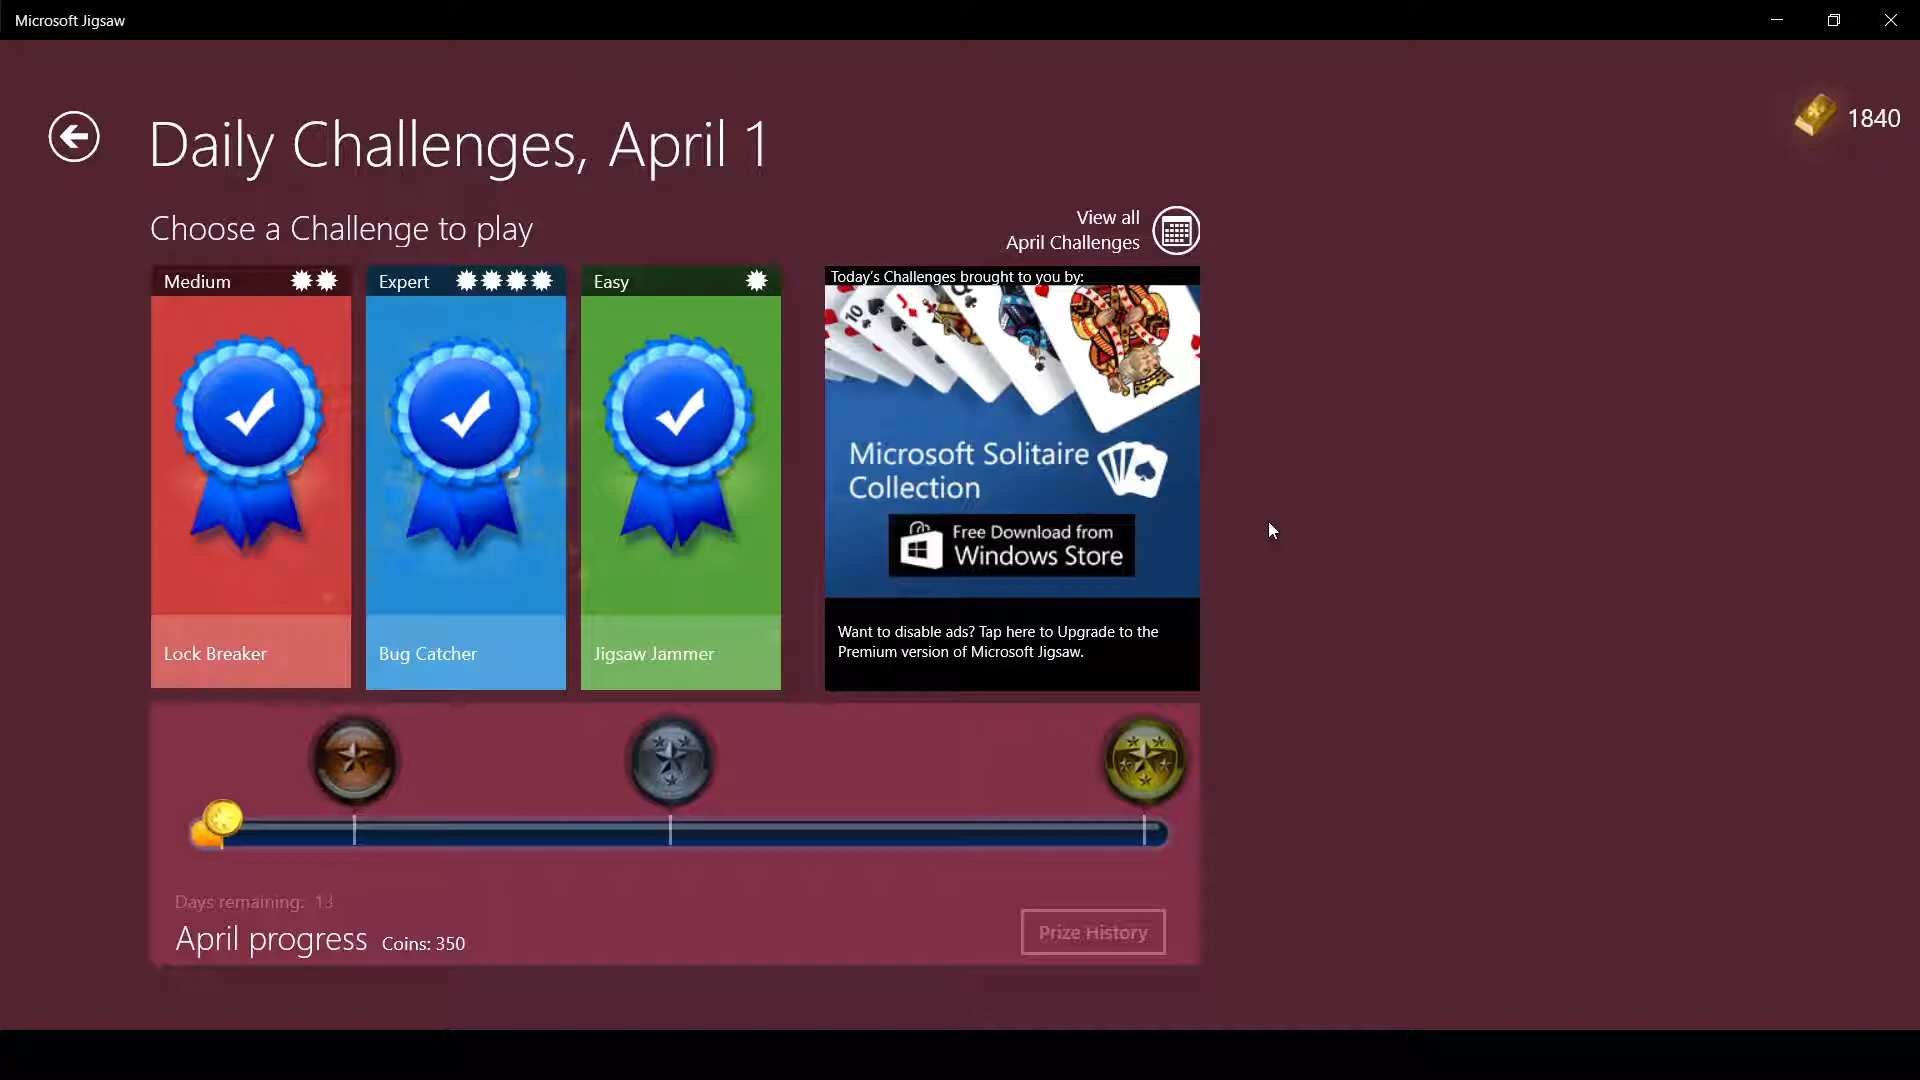 Microsoft Jigsaw
1840
Daily Challenges, April 1
Choose a Challenge to play
View all
April Challenges
Medium
Expert
Easy
Lock Breaker
Bug Catcher
Jigsaw Jammer
Today's Challenges brought to you by:
10
J
Q
Microsoft Solitaire
Collection
Free Download from
Windows Store
Want to disable ads? Tap here to Upgrade to the
Premium version of Microsoft Jigsaw.
Days remaining: 13
April progress Coins: 350
Prize History